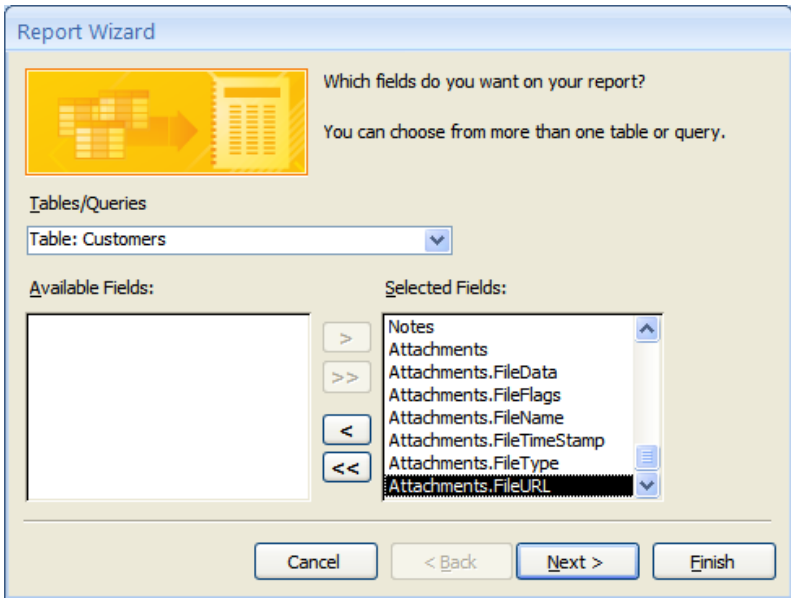 Report Wizard
Which fields do you want on your report?
You can choose from more than one table or query.
Tables/Queries
Table: Customers
Available Fields:
Selected Fields:
>
>>
<
<<
Notes
Attachments
Attachments.FileData
Attachments.FileFlags
Attachments.FileName
Attachments.FileTimeStamp
Attachments.FileType
Attachments.FileURL
Cancel
< Back
Next >
Finish